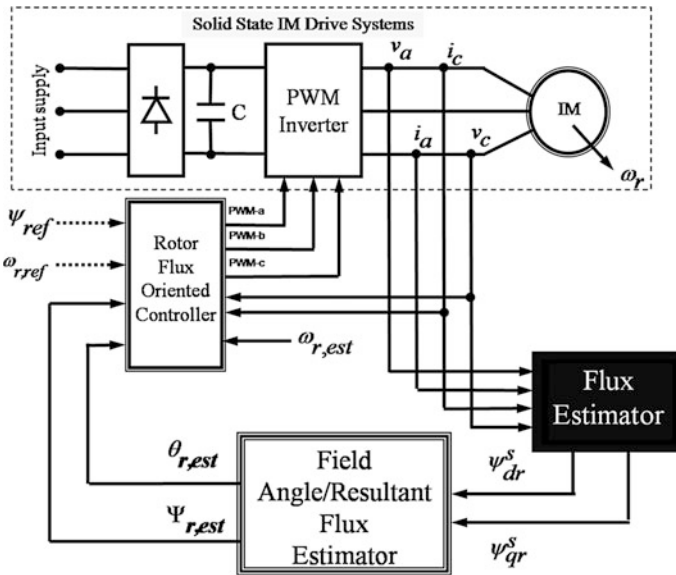 Solid State IM Drive Systems
Input supply
C
PWM
Inverter
v_a
i_c
i_a
v_c
IM
ω_r
ψ_ref
ω_r,ref
Rotor
Flux
Oriented
Controller
PWM-a
PWM-b
PWM-c
ω_r,est
Flux
Estimator
θ_r,est
Ψ_r,est
Field
Angle/Resultant
Flux
Estimator
ψ^s_dr
ψ^s_qr